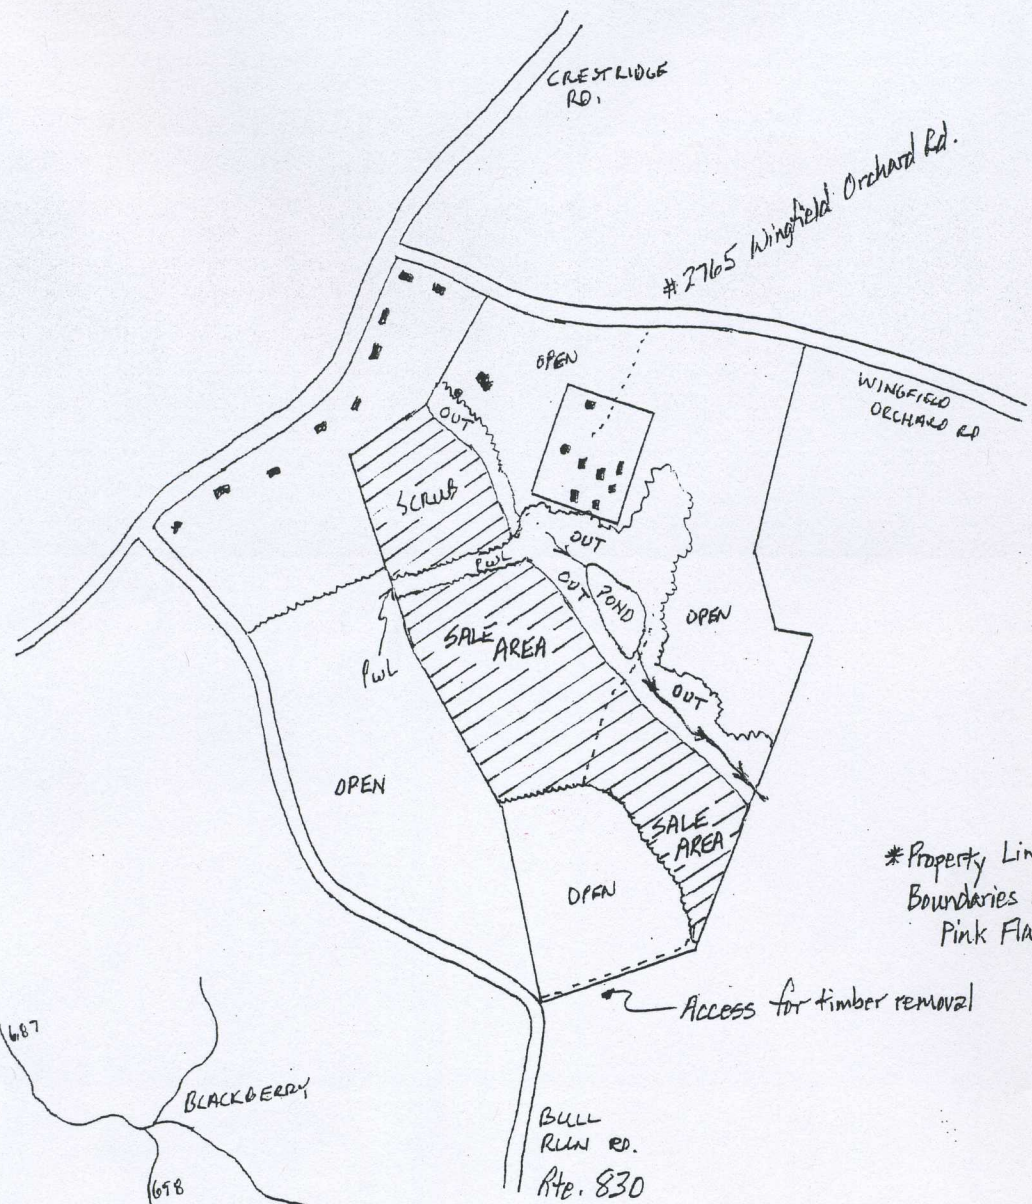 CRESTRIDGE
RD.
#2765 Wingfield Orchard Rd.
OPEN
WINGFIELD
ORCHARD RD
OUT
SCRUB
OUT
PWL
OUT
POND
SALE
AREA
OPEN
PWL
OUT
OPEN
SALE
AREA
*Property Lin
Boundaries
Pink Fla
OPEN
Access for timber removal
687
BLACKBERRY
698
BULL
RUN RD.
Rte. 830